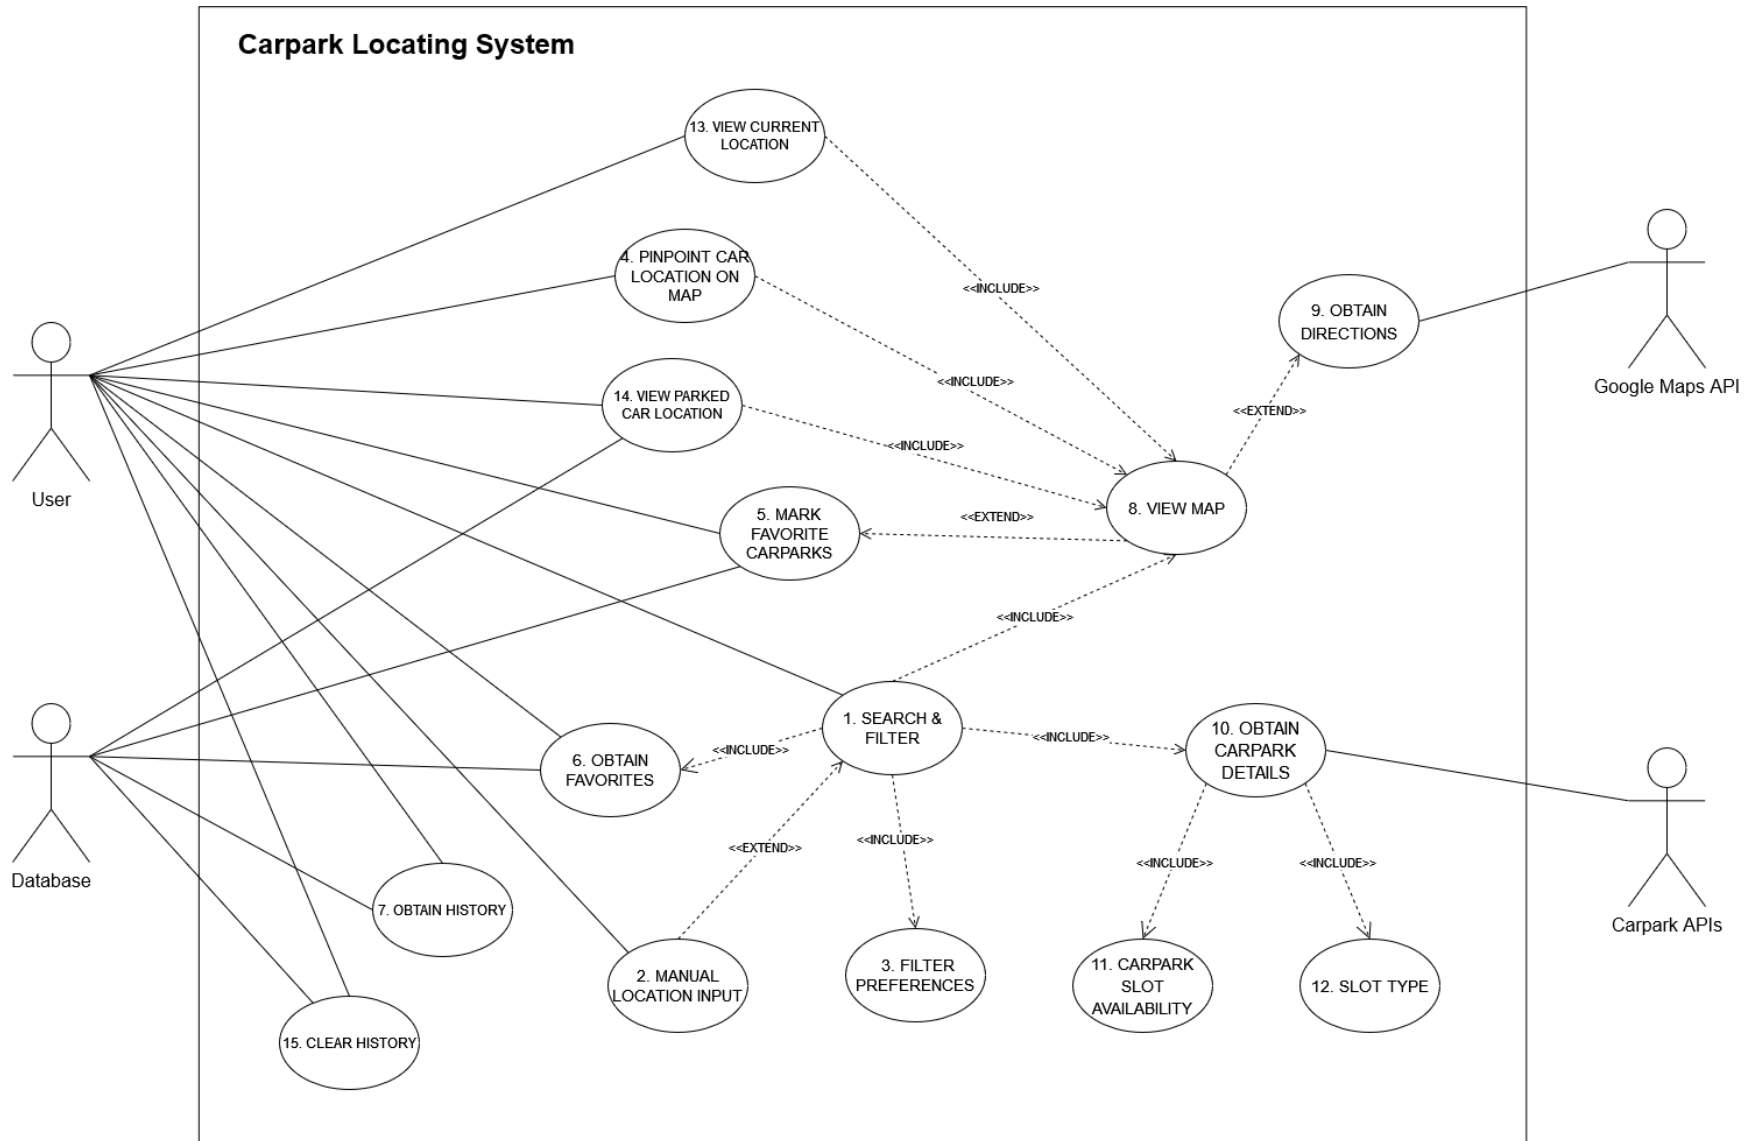 Carpark Locating System
13. VIEW CURRENT
LOCATION
4. PINPOINT CAR
LOCATION ON
MAP
<<INCLUDE>>
9. OBTAIN
DIRECTIONS
Google Maps API
<<INCLUDE>>
14. VIEW PARKED
CAR LOCATION
<<EXTEND>>
<<INCLUDE>>
User
5. MARK
FAVORITE
CARPARKS
<<EXTEND>>
8. VIEW MAP
<<INCLUDE>>
1. SEARCH &
FILTER
<<INCLUDE>>
10. OBTAIN
CARPARK
DETAILS
<<INCLUDE>>
6. OBTAIN
FAVORITES
<<EXTEND>>
<<INCLUDE>>
<<INCLUDE>>
<<INCLUDE>>
Database
7. OBTAIN HISTORY
Carpark APIs
2. MANUAL
LOCATION INPUT
3. FILTER
PREFERENCES
11. CARPARK
SLOT
AVAILABILITY
12. SLOT TYPE
15. CLEAR HISTORY